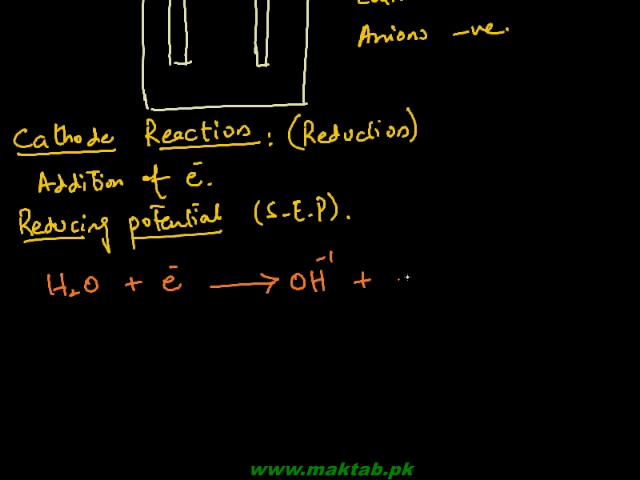 Anions -ve.
Cathode Reaction: (Reduction)
Addition of e⁻.
Reducing potential (S.E.P).
H₂O + e⁻ ⟶ OH⁻¹ +
www.maktab.pk